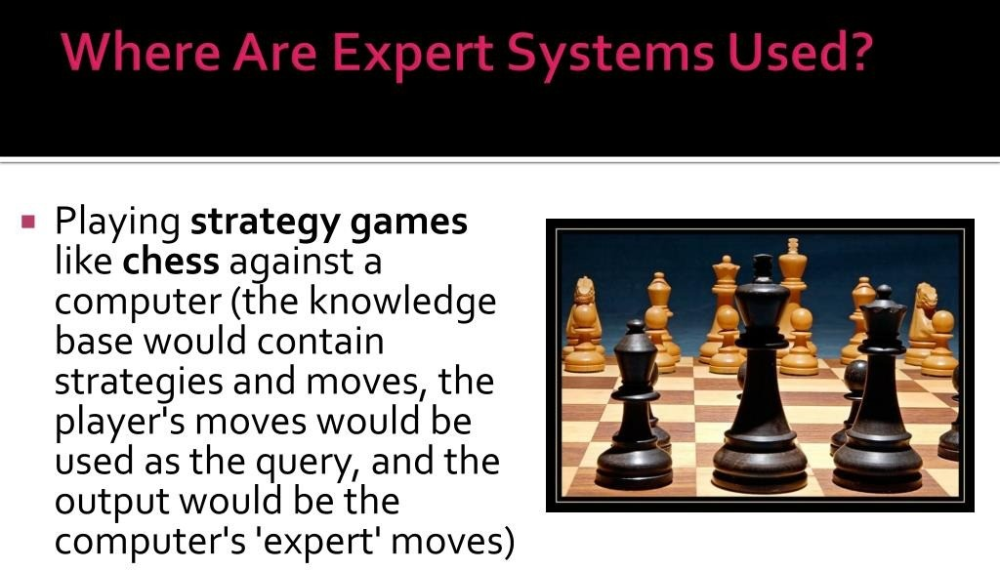 Where Are Expert Systems Used?
Playing strategy games
like chess against a
computer (the knowledge
base would contain
strategies and moves, the
player's moves would be
used as the query, and the
output would be the
computer's 'expert' moves)